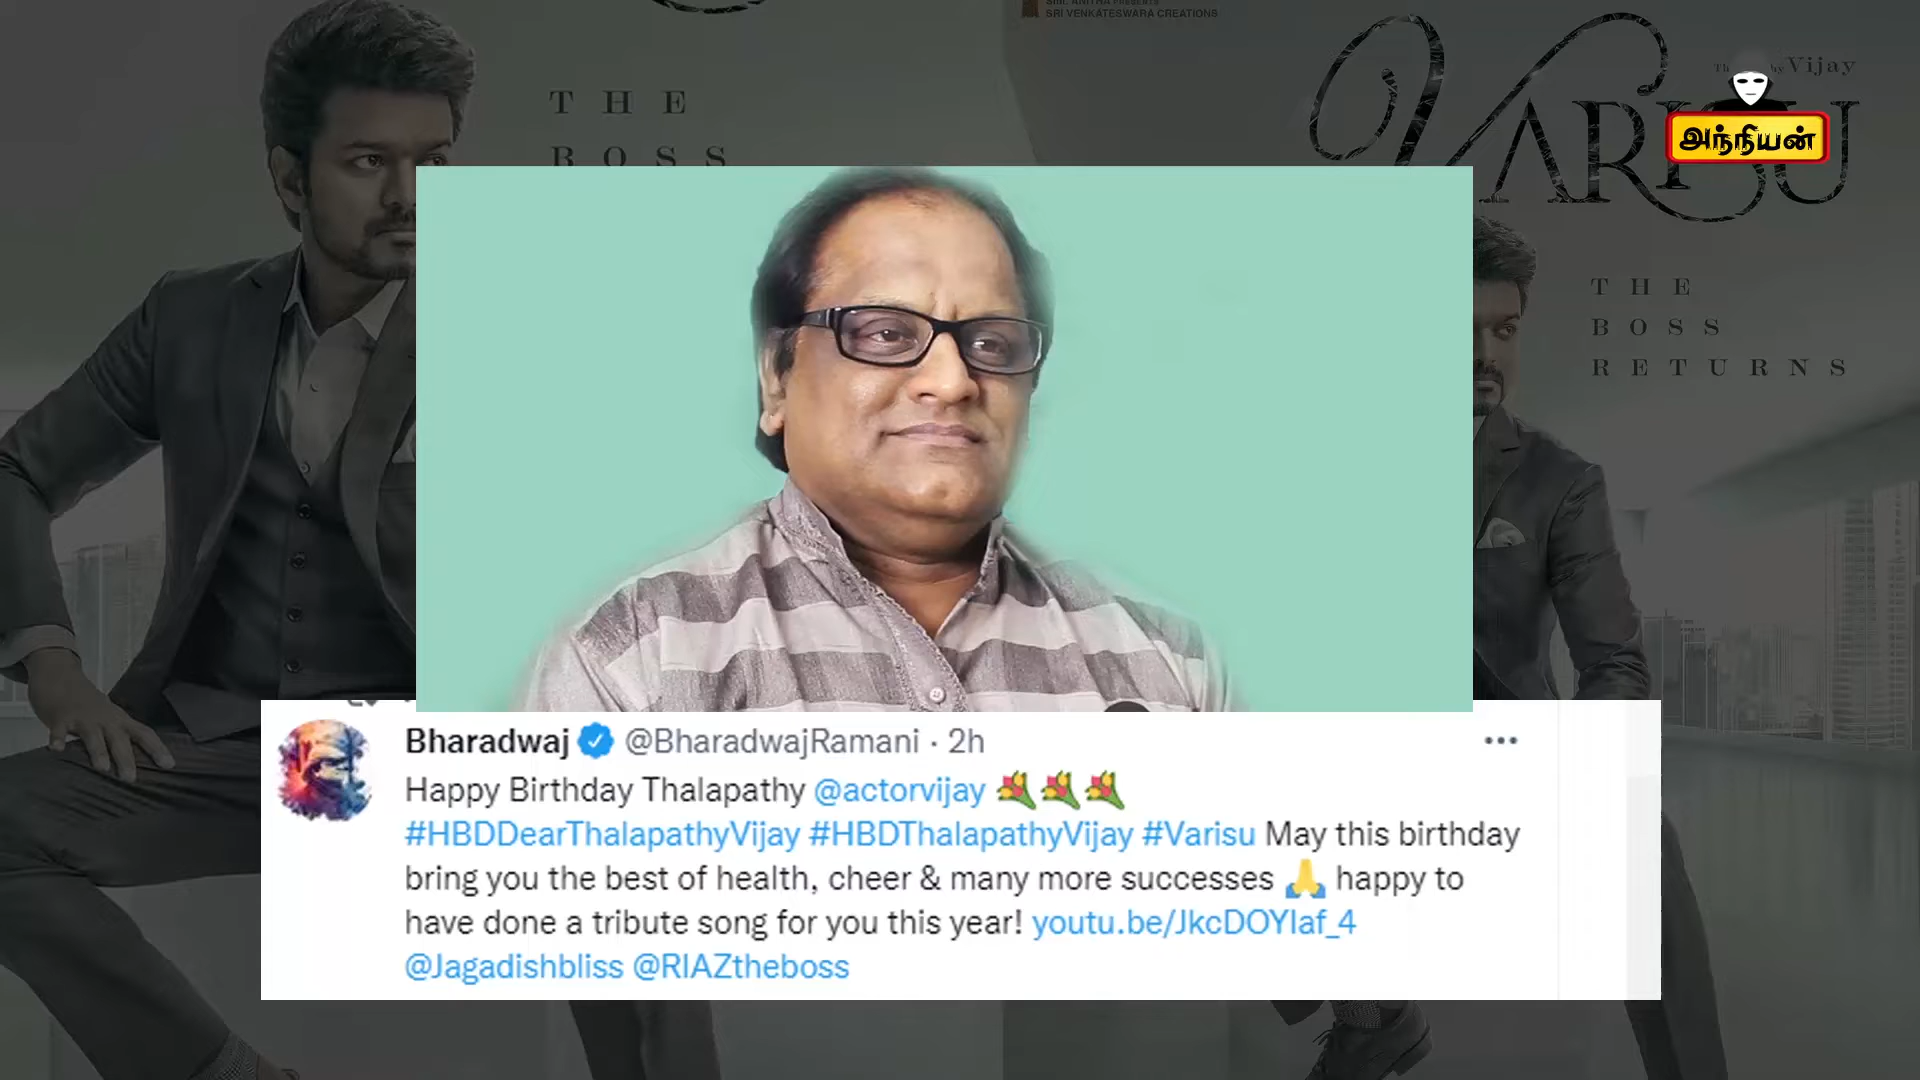 SRI VENKATESWARA CREATIONS
THE
BOSS
VARISU
Vijay
அந்நியன்
THE
BOSS
RETURNS
Bharadwaj @BharadwajRamani · 2h
Happy Birthday Thalapathy @actorvijay 💐💐💐
#HBDDearThalapathyVijay #HBDThalapathyVijay #Varisu May this birthday
bring you the best of health, cheer & many more successes 🙏 happy to
have done a tribute song for you this year! youtu.be/JkcDOYIaf_4
@Jagadishbliss @RIAZtheboss